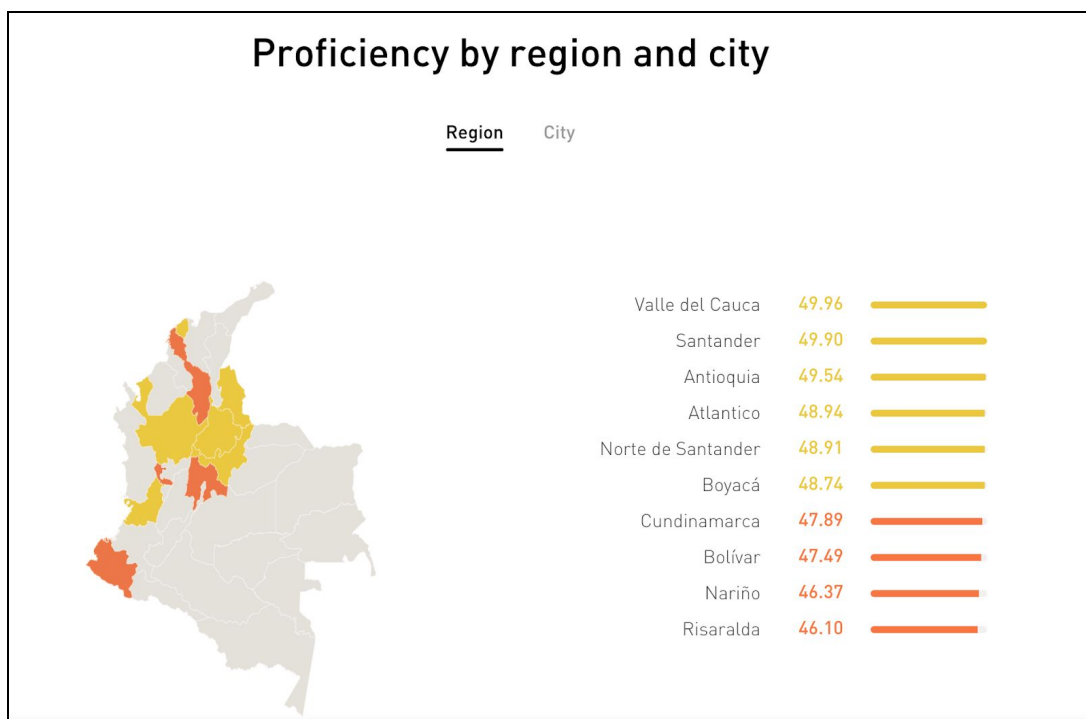 Proficiency by region and city
Region City
Valle del Cauca 49.96
Santander 49.90
Antioquia 49.54
Atlantico 48.94
Norte de Santander 48.91
Boyacá 48.74
Cundinamarca 47.89
Bolívar 47.49
Nariño 46.37
Risaralda 46.10